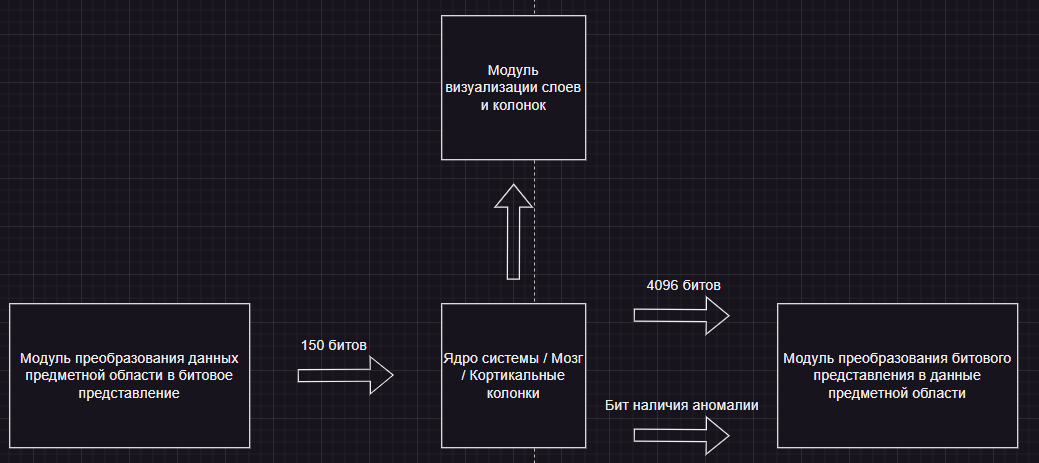 Модуль
визуализации слоев
и колонок
4096 битов
150 битов
Модуль преобразования данных
предметной области в битовое
представление
Ядро системы / Мозг
/ Кортикальные
колонки
Бит наличия аномалии
Модуль преобразования битового
представления в данные
предметной области